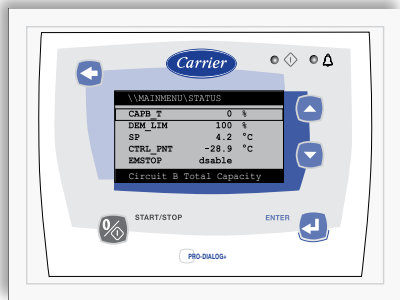 Carrier
\\MAINMENU\STATUS
CAPB_T 0 %
DEM_LIM 100 %
SP 4.2 °C
CTRL_PNT -28.9 °C
EMSTOP dsable
Circuit B Total Capacity
START/STOP
ENTER
PRO-DIALOG+